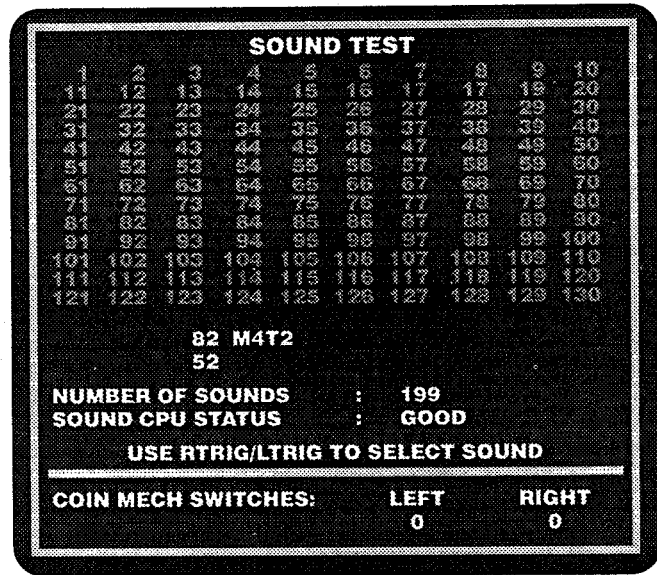 SOUND TEST
1 2 3 4 5 6 7 8 9 10
11 12 13 14 15 16 17 17 19 20
21 22 23 24 25 26 27 28 29 30
31 32 33 34 35 36 37 38 39 40
41 42 43 44 45 46 47 48 49 50
51 52 53 54 55 56 57 58 59 60
61 62 63 64 65 66 67 68 69 70
71 72 73 74 75 76 77 78 79 80
81 82 83 84 85 86 87 88 89 90
91 92 93 94 95 96 97 98 99 100
101 102 103 104 105 106 107 108 109 110
111 112 113 114 115 116 117 118 119 120
121 122 123 124 125 126 127 128 129 130
82 M4T2
52
NUMBER OF SOUNDS : 199
SOUND CPU STATUS : GOOD
USE RTRIG/LTRIG TO SELECT SOUND
COIN MECH SWITCHES: LEFT RIGHT
0 0